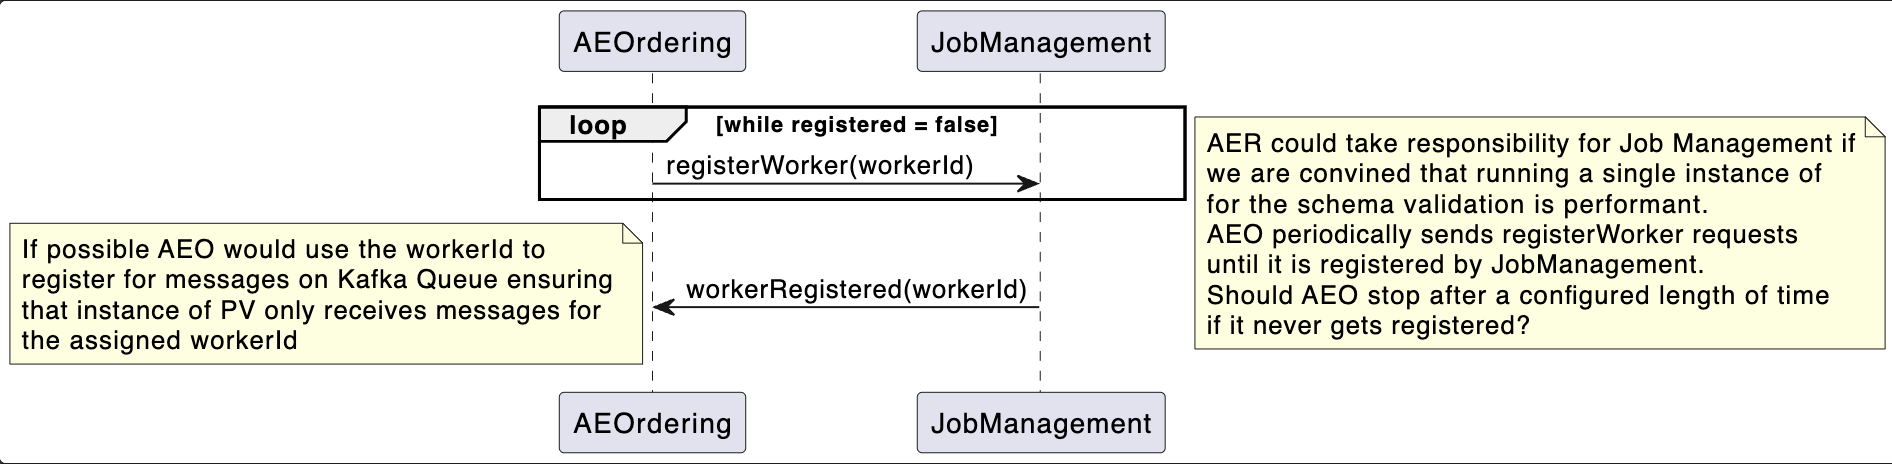 AEOrdering
JobManagement
loop
[while registered = false]
registerWorker(workerId)
AER could take responsibility for Job Management if
we are convined that running a single instance of
for the schema validation is performant.
AEO periodically sends registerWorker requests
until it is registered by JobManagement.
Should AEO stop after a configured length of time
if it never gets registered?
If possible AEO would use the workerId to
register for messages on Kafka Queue ensuring
that instance of PV only receives messages for
the assigned workerId
workerRegistered(workerId)
AEOrdering
JobManagement